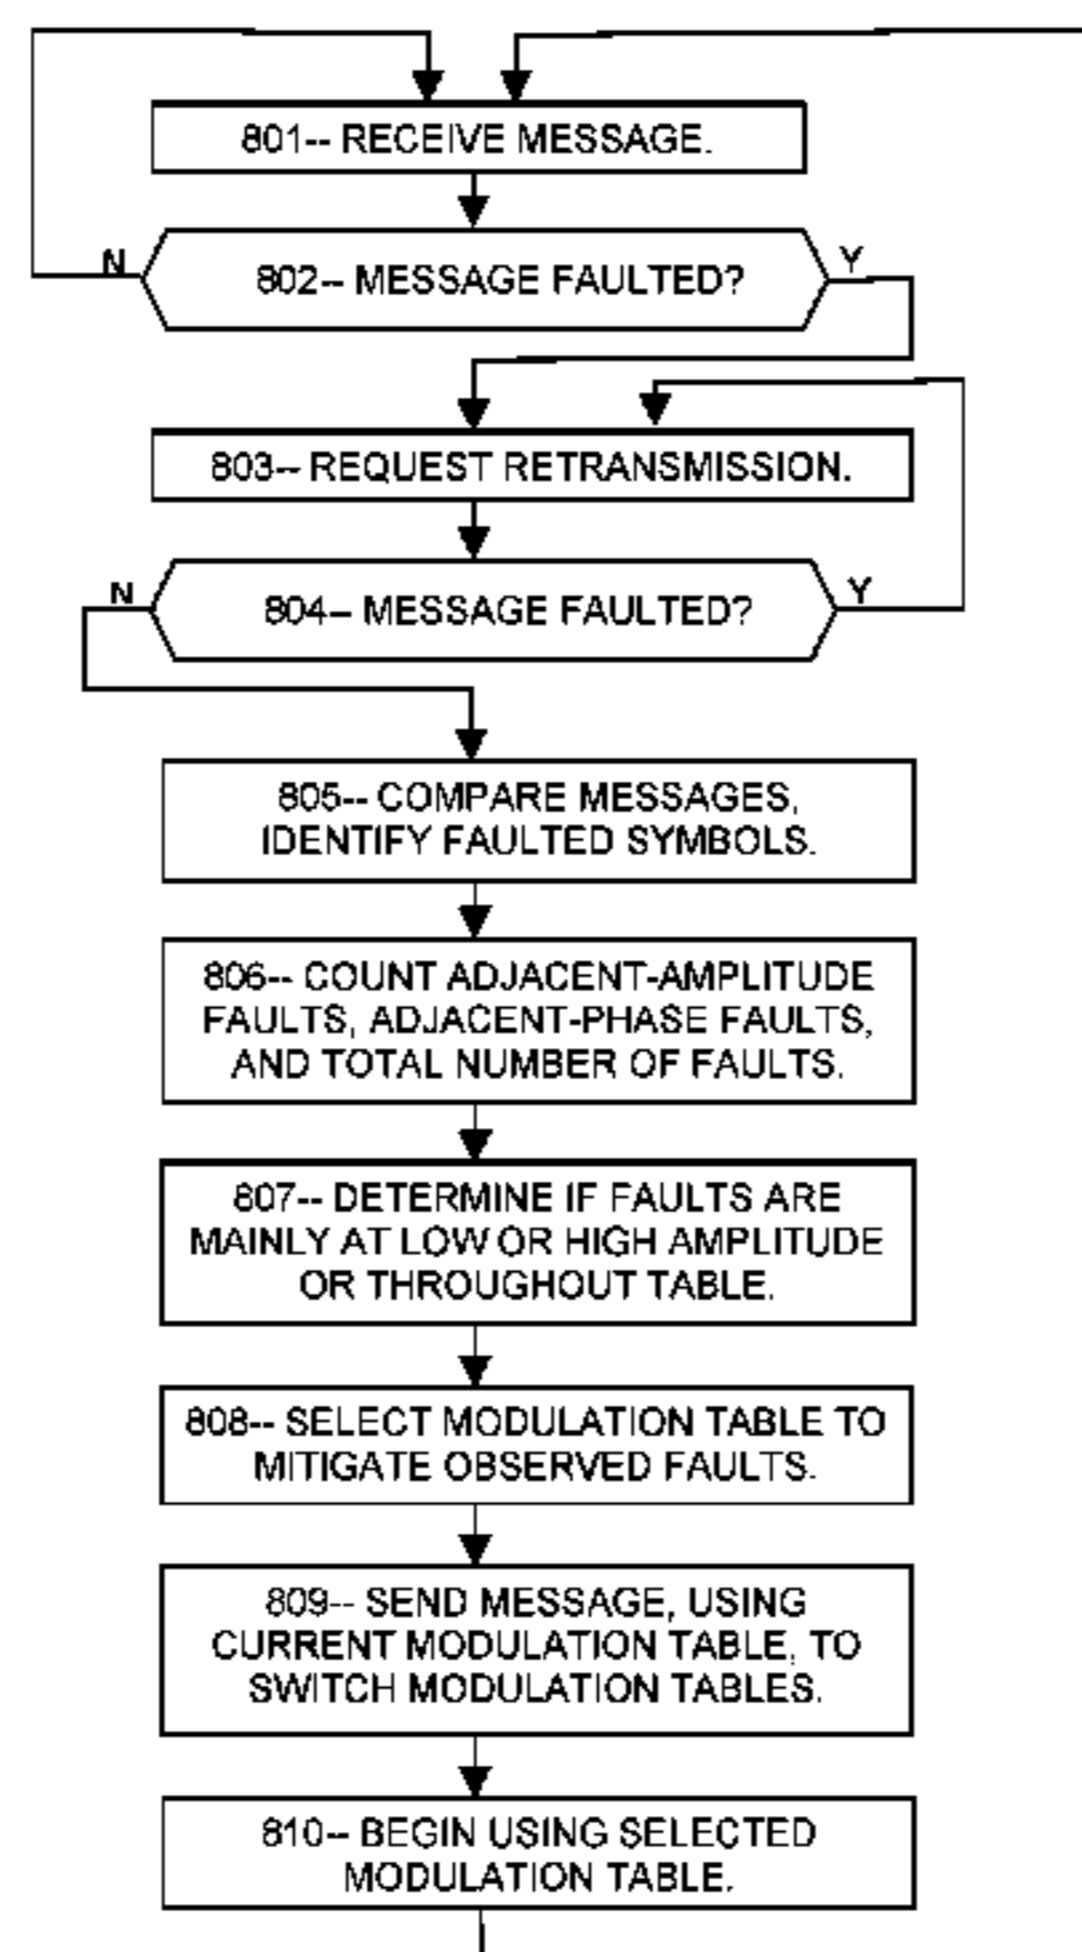 801-- RECEIVE MESSAGE.
N
802-- MESSAGE FAULTED?
Y
803-- REQUEST RETRANSMISSION.
N
804-- MESSAGE FAULTED?
Y
805-- COMPARE MESSAGES,
IDENTIFY FAULTED SYMBOLS.
806-- COUNT ADJACENT-AMPLITUDE
FAULTS, ADJACENT-PHASE FAULTS,
AND TOTAL NUMBER OF FAULTS.
807-- DETERMINE IF FAULTS ARE
MAINLY AT LOW OR HIGH AMPLITUDE
OR THROUGHOUT TABLE.
808-- SELECT MODULATION TABLE TO
MITIGATE OBSERVED FAULTS.
809-- SEND MESSAGE, USING
CURRENT MODULATION TABLE, TO
SWITCH MODULATION TABLES.
810-- BEGIN USING SELECTED
MODULATION TABLE.